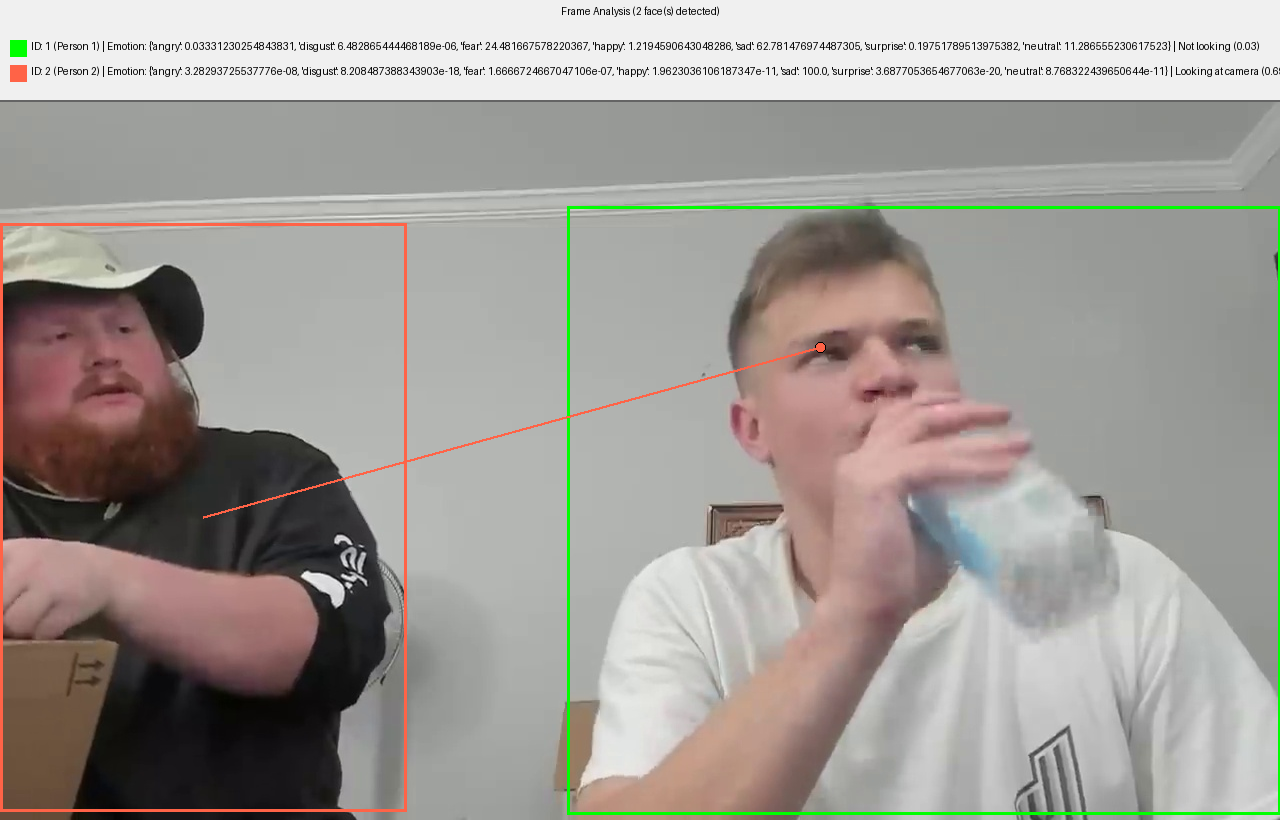 Frame Analysis (2 face(s) detected)
ID: 1 (Person 1) | Emotion: {'angry': 0.03331230254843831, 'disgust': 6.482865444468189e-06, 'fear': 24.481667578220367, 'happy': 1.2194590643048286, 'sad': 62.781476974487305, 'surprise': 0.19751789513975382, 'neutral': 11.286555230617523} | Not looking (0.03)
ID: 2 (Person 2) | Emotion: {'angry': 3.28293725537776e-08, 'disgust': 8.208487388343903e-18, 'fear': 1.6666724667047106e-07, 'happy': 1.9623036106187347e-11, 'sad': 100.0, 'surprise': 3.6877053654677063e-20, 'neutral': 8.768322439650644e-11} | Looking at camera (0.6